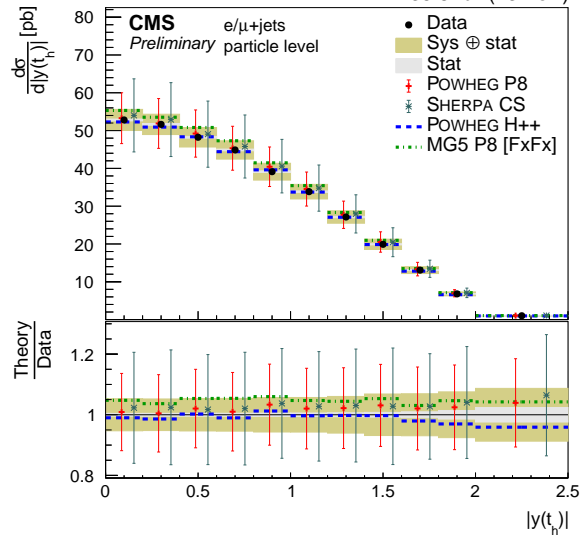 CMS e/μ+jets
Preliminary particle level
Data
Sys ⊕ stat
Stat
POWHEG P8
SHERPA CS
POWHEG H++
MG5 P8 [FxFx]
dσ/d|y(t_h)| [pb]
80
70
60
50
40
30
20
10
Theory/Data
1.2
1
0.8
0 0.5 1 1.5 2 2.5
|y(t_h)|